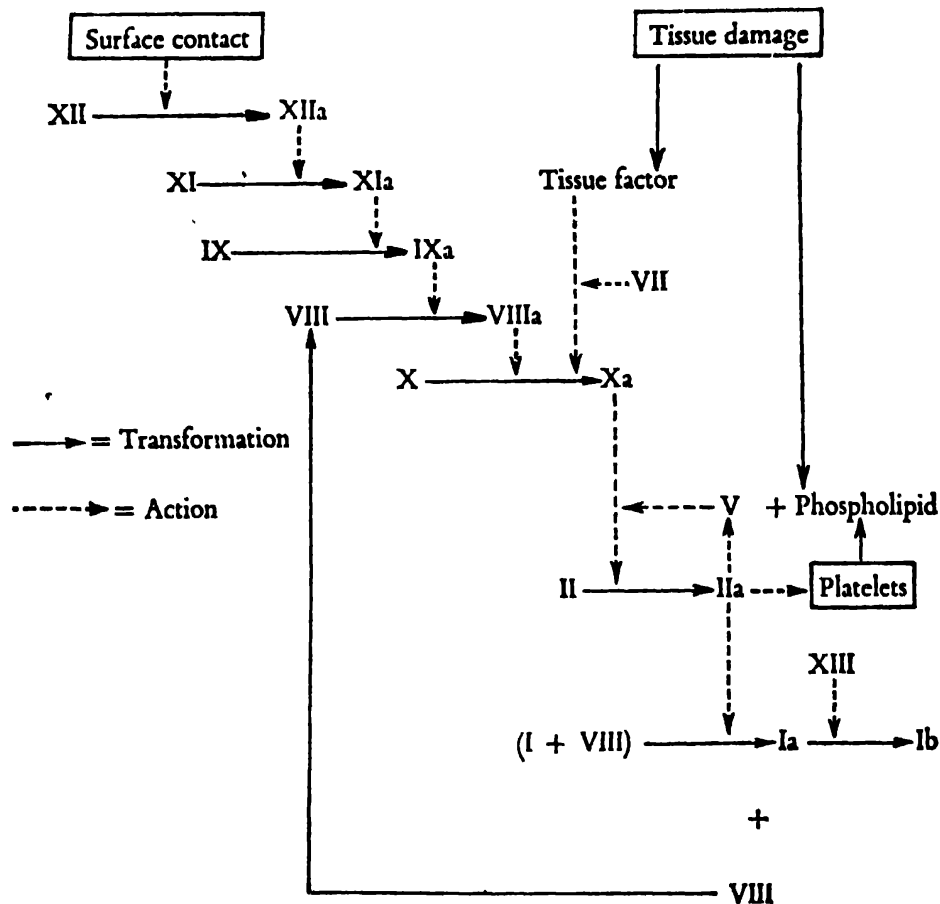 Surface contact
Tissue damage
XII XIIa
XI XIa
Tissue factor
IX IXa
VII
VIII VIIIa
X Xa
= Transformation
= Action
V + Phospholipid
II IIa Platelets
XIII
(I + VIII) Ia Ib
+
VIII